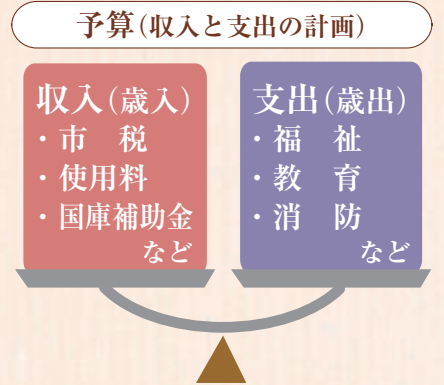 予算(収入と支出の計画)
収入(歳入)
・市　税
・使用料
・国庫補助金
など
支出(歳出)
・福　祉
・教　育
・消　防
など